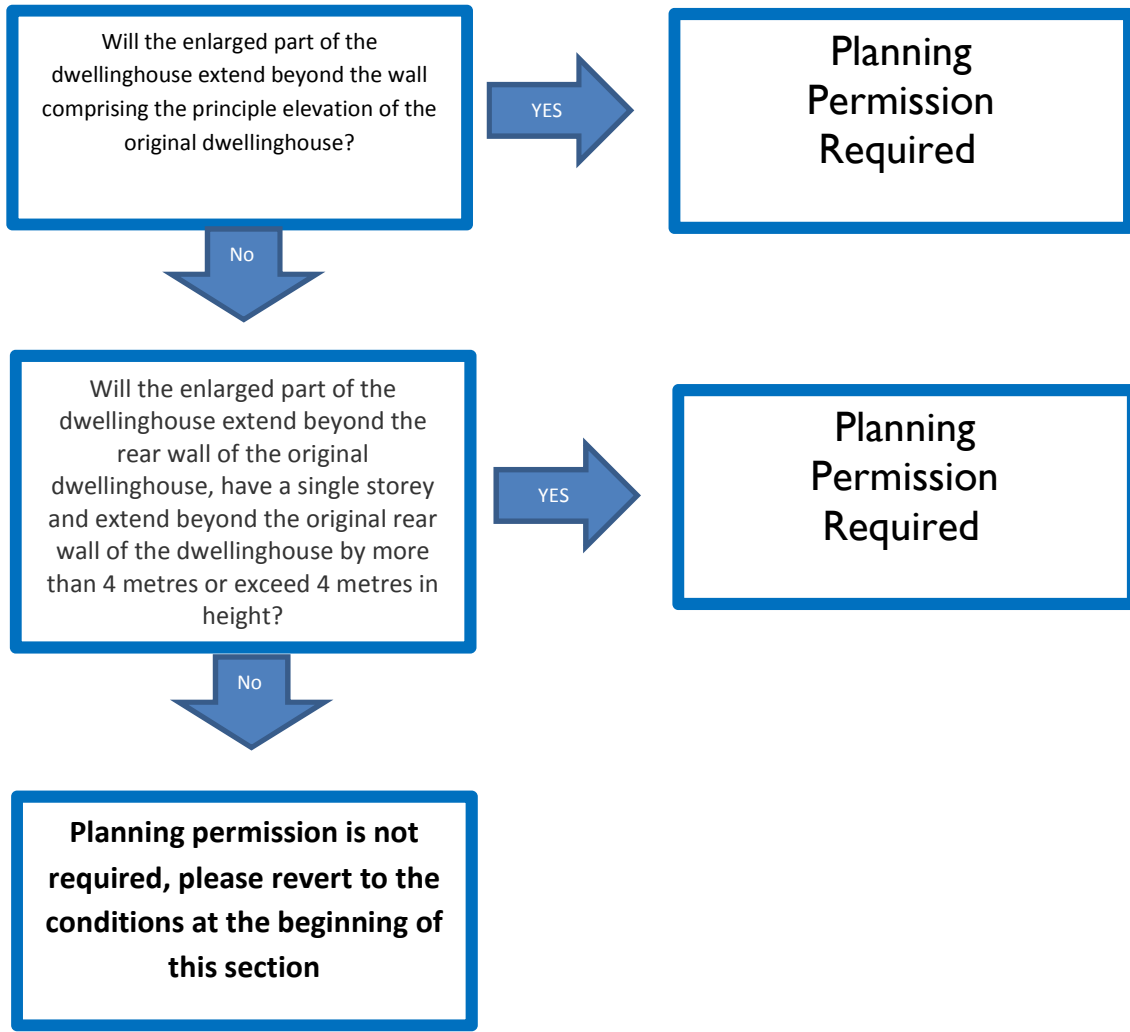 Will the enlarged part of the
dwellinghouse extend beyond the wall
comprising the principle elevation of the
original dwellinghouse?
YES
Planning
Permission
Required
No
Will the enlarged part of the
dwellinghouse extend beyond the
rear wall of the original
dwellinghouse, have a single storey
and extend beyond the original rear
wall of the dwellinghouse by more
than 4 metres or exceed 4 metres in
height?
YES
Planning
Permission
Required
No
Planning permission is not
required, please revert to the
conditions at the beginning of
this section